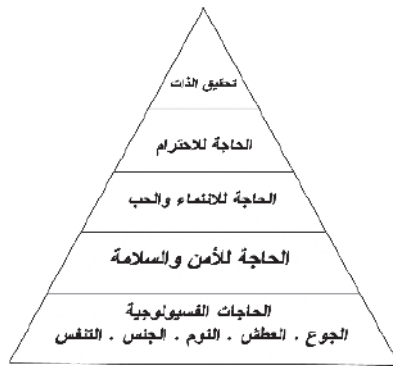 تحقيق الذات
الحاجة للاحترام
الحاجة للانتماء والحب
الحاجة للأمن والسلامة
الحاجات الفسيولوجية
الجوع . العطش . النوم . الجنس . التنفس